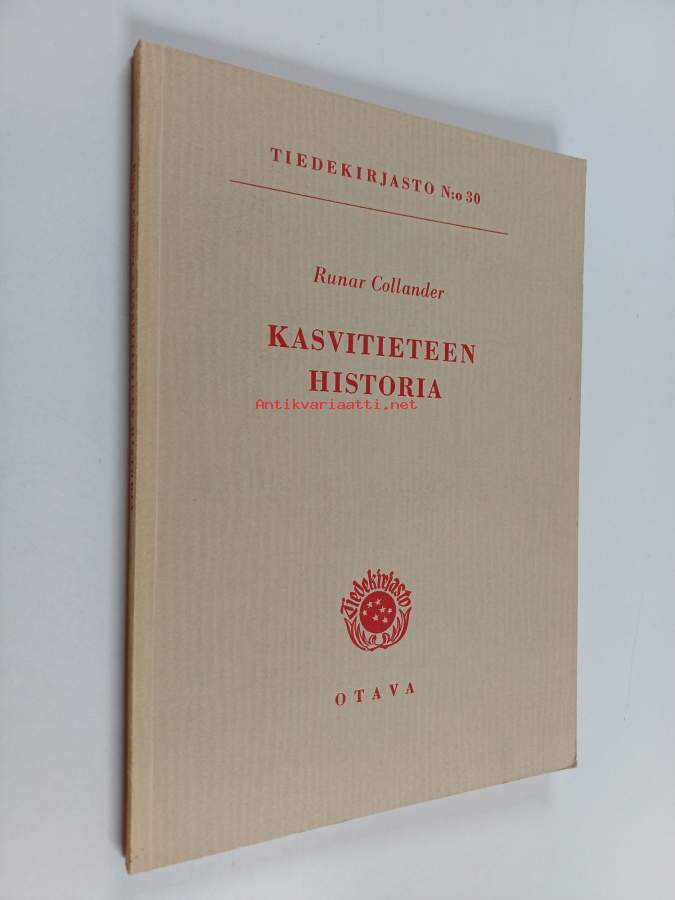 TIEDEKIRJASTO N:o 30
Runar Collander
KASVITIETEEN
HISTORIA
Antikvariaatti.net
Tiedekirjasto
OTAVA